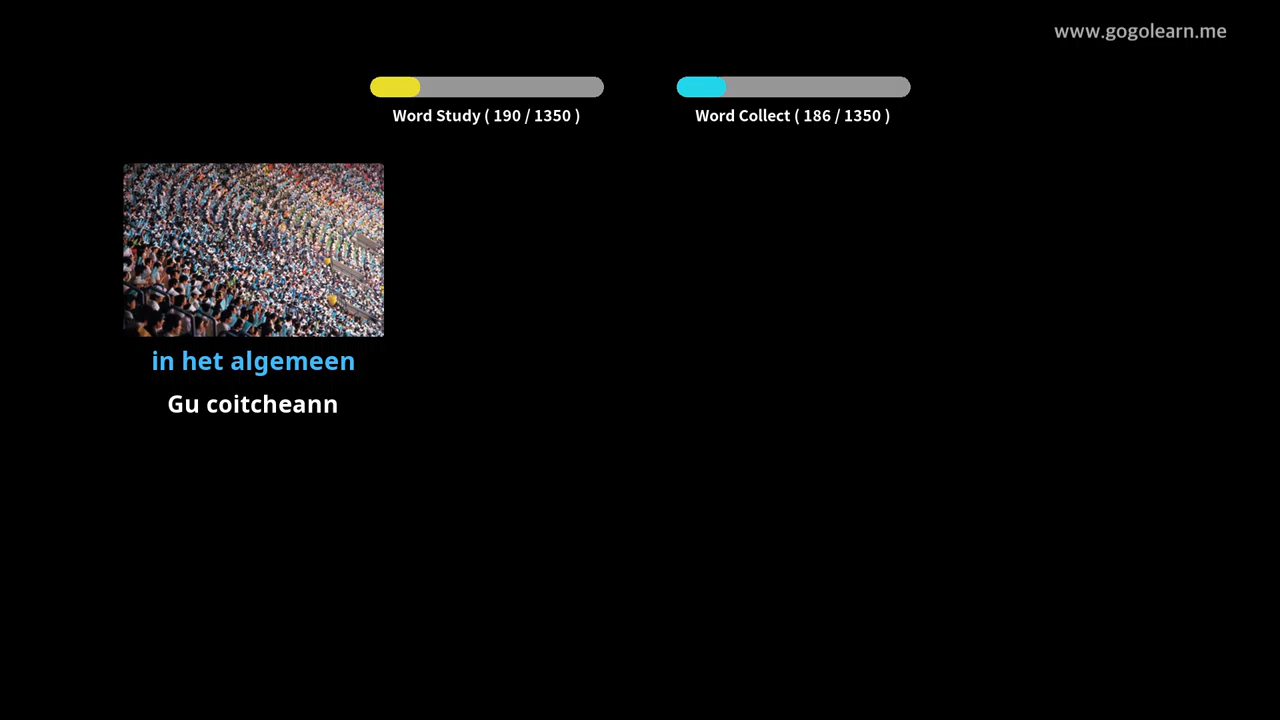 www.gogolearn.me
Word Study ( 190 / 1350 )
Word Collect ( 186 / 1350 )
in het algemeen
Gu coitcheann